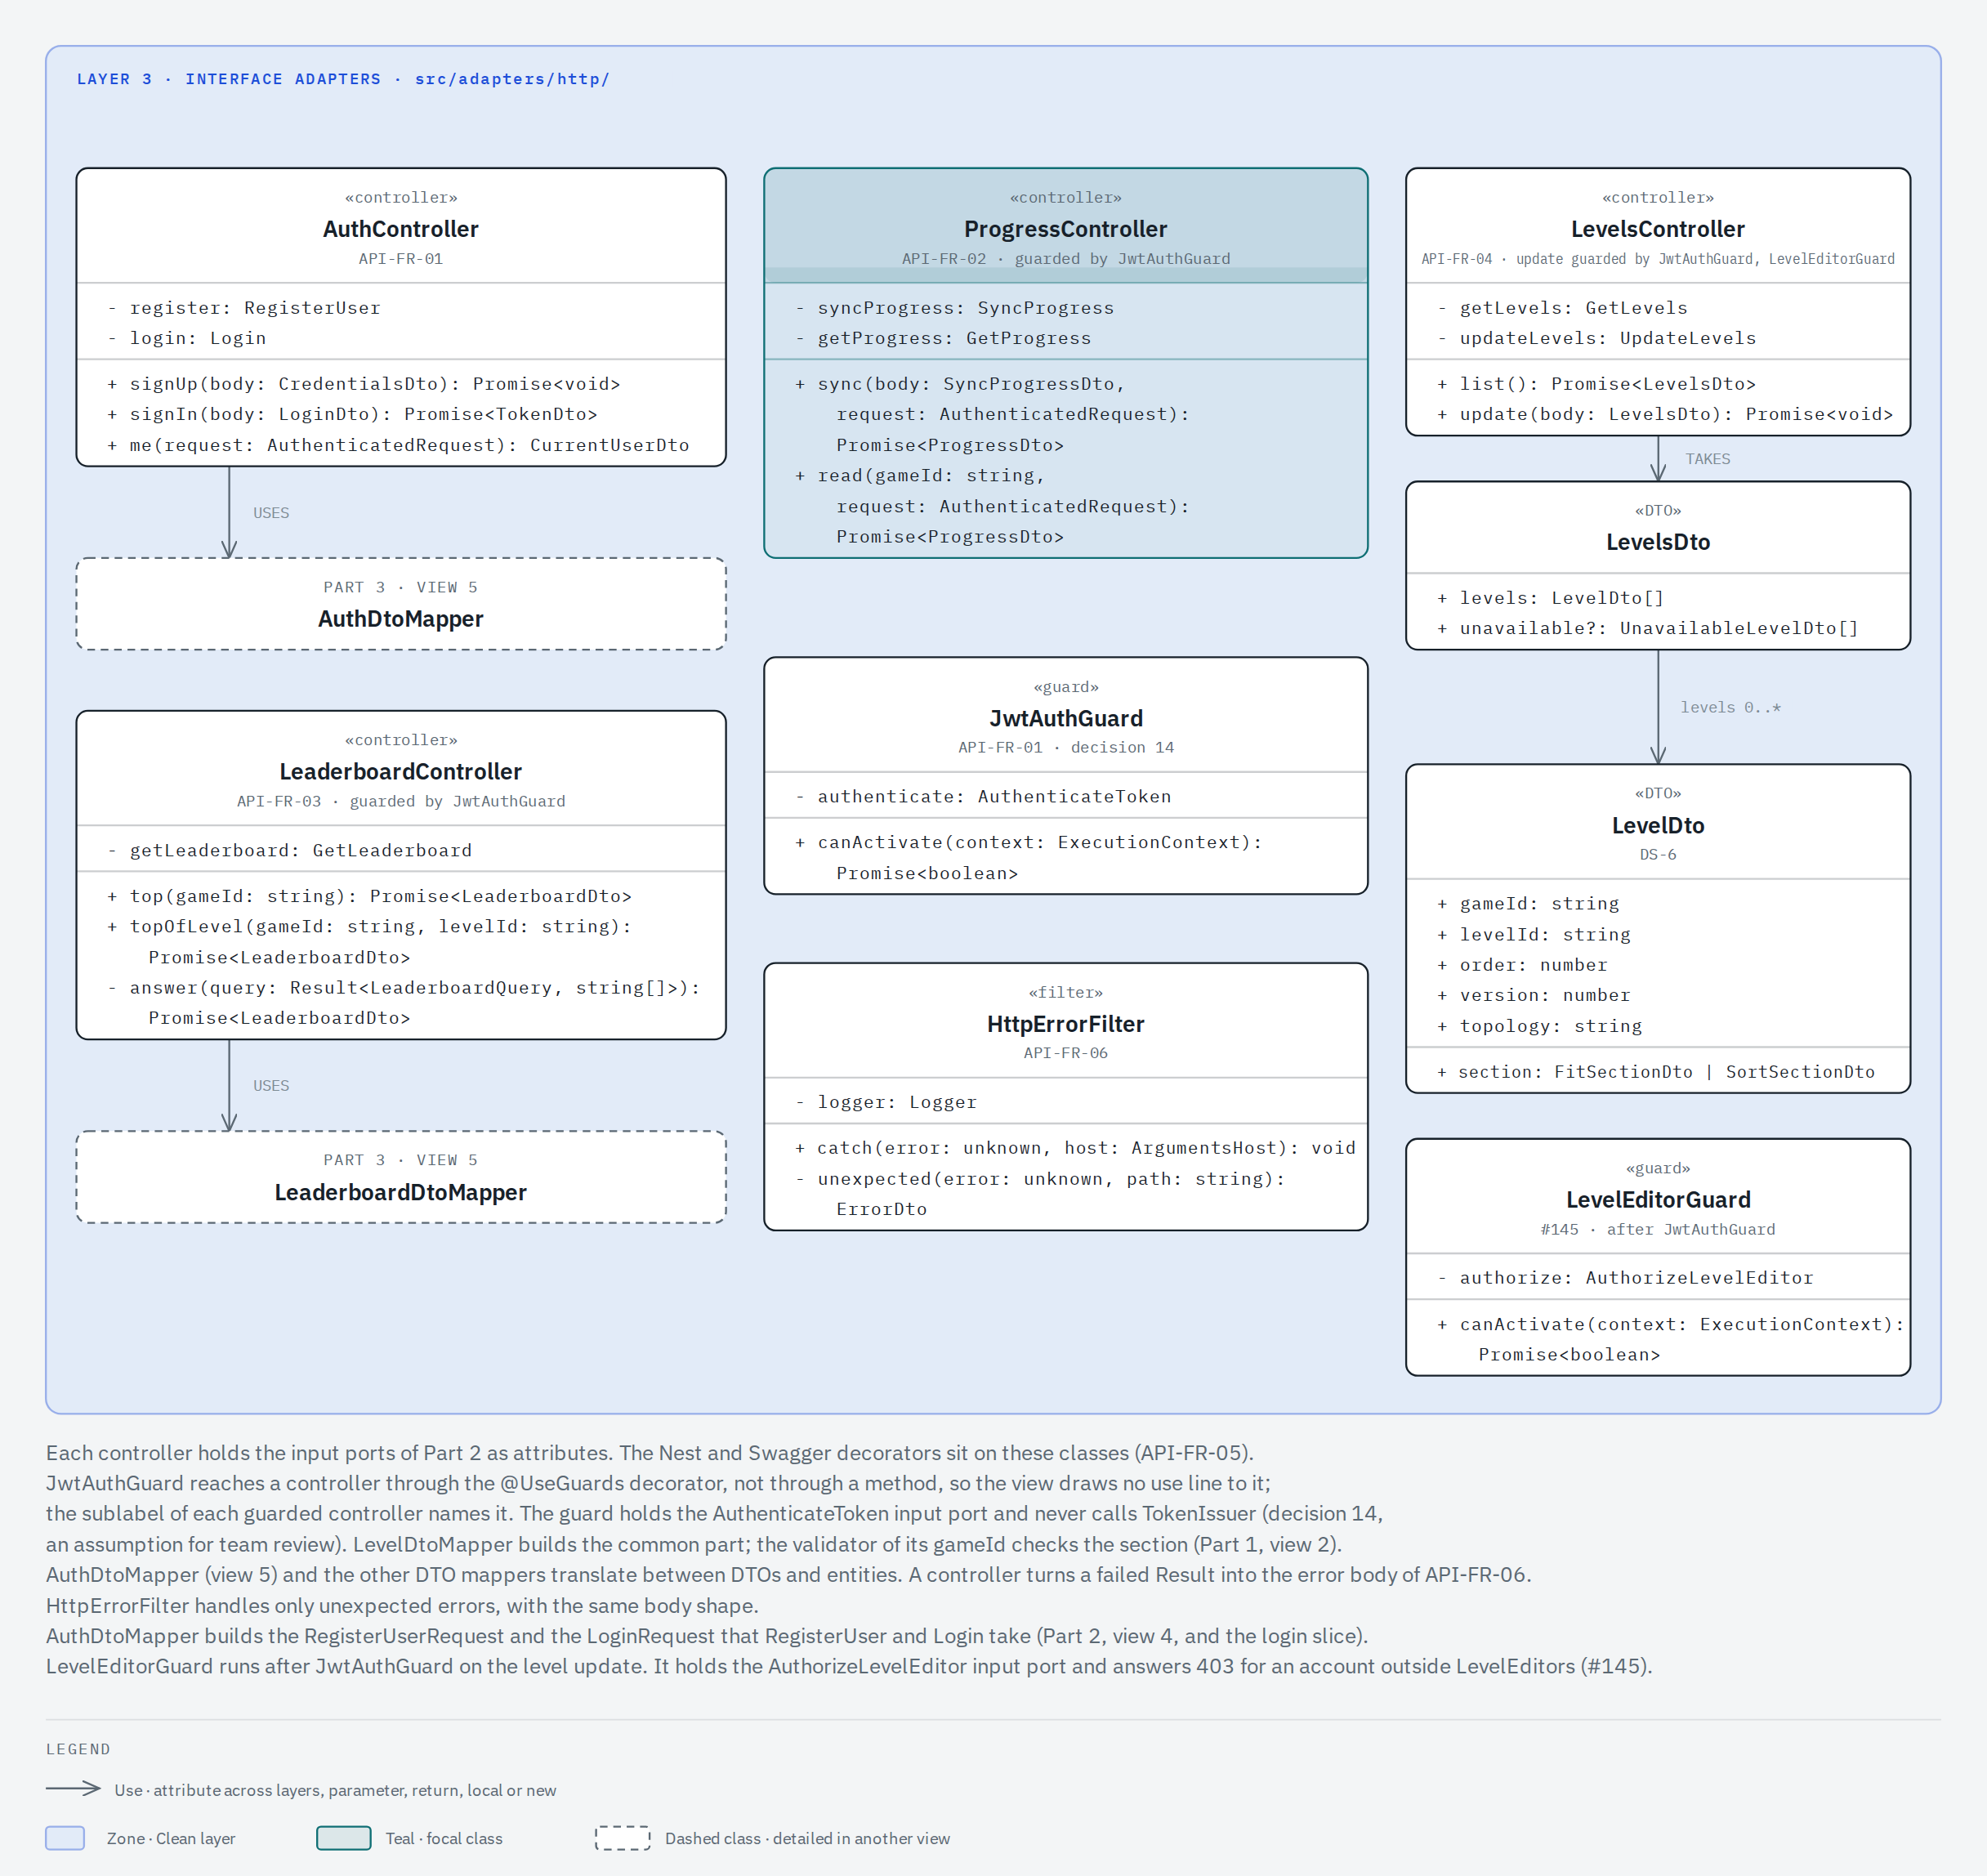 LAYER 3 · INTERFACE ADAPTERS · src/adapters/http/
«controller»
AuthController
API-FR-01
- register: RegisterUser
- login: Login
+ signUp(body: CredentialsDto): Promise<void>
+ signIn(body: LoginDto): Promise<TokenDto>
+ me(request: AuthenticatedRequest): CurrentUserDto
USES
PART 3 · VIEW 5
AuthDtoMapper
«controller»
LeaderboardController
API-FR-03 · guarded by JwtAuthGuard
- getLeaderboard: GetLeaderboard
+ top(gameId: string): Promise<LeaderboardDto>
+ topOfLevel(gameId: string, levelId: string):
Promise<LeaderboardDto>
- answer(query: Result<LeaderboardQuery, string[]>):
Promise<LeaderboardDto>
USES
PART 3 · VIEW 5
LeaderboardDtoMapper
«controller»
ProgressController
API-FR-02 · guarded by JwtAuthGuard
- syncProgress: SyncProgress
- getProgress: GetProgress
+ sync(body: SyncProgressDto,
request: AuthenticatedRequest):
Promise<ProgressDto>
+ read(gameId: string,
request: AuthenticatedRequest):
Promise<ProgressDto>
«guard»
JwtAuthGuard
API-FR-01 · decision 14
- authenticate: AuthenticateToken
+ canActivate(context: ExecutionContext):
Promise<boolean>
«filter»
HttpErrorFilter
API-FR-06
- logger: Logger
+ catch(error: unknown, host: ArgumentsHost): void
- unexpected(error: unknown, path: string):
ErrorDto
«controller»
LevelsController
API-FR-04 · update guarded by JwtAuthGuard, LevelEditorGuard
- getLevels: GetLevels
- updateLevels: UpdateLevels
+ list(): Promise<LevelsDto>
+ update(body: LevelsDto): Promise<void>
TAKES
«DTO»
LevelsDto
+ levels: LevelDto[]
+ unavailable?: UnavailableLevelDto[]
levels 0..*
«DTO»
LevelDto
DS-6
+ gameId: string
+ levelId: string
+ order: number
+ version: number
+ topology: string
+ section: FitSectionDto | SortSectionDto
«guard»
LevelEditorGuard
#145 · after JwtAuthGuard
- authorize: AuthorizeLevelEditor
+ canActivate(context: ExecutionContext):
Promise<boolean>
Each controller holds the input ports of Part 2 as attributes. The Nest and Swagger decorators sit on these classes (API-FR-05).
JwtAuthGuard reaches a controller through the @UseGuards decorator, not through a method, so the view draws no use line to it;
the sublabel of each guarded controller names it. The guard holds the AuthenticateToken input port and never calls TokenIssuer (decision 14,
an assumption for team review). LevelDtoMapper builds the common part; the validator of its gameId checks the section (Part 1, view 2).
AuthDtoMapper (view 5) and the other DTO mappers translate between DTOs and entities. A controller turns a failed Result into the error body of API-FR-06.
HttpErrorFilter handles only unexpected errors, with the same body shape.
AuthDtoMapper builds the RegisterUserRequest and the LoginRequest that RegisterUser and Login take (Part 2, view 4, and the login slice).
LevelEditorGuard runs after JwtAuthGuard on the level update. It holds the AuthorizeLevelEditor input port and answers 403 for an account outside LevelEditors (#145).
LEGEND
Use · attribute across layers, parameter, return, local or new
Zone · Clean layer
Teal · focal class
Dashed class · detailed in another view